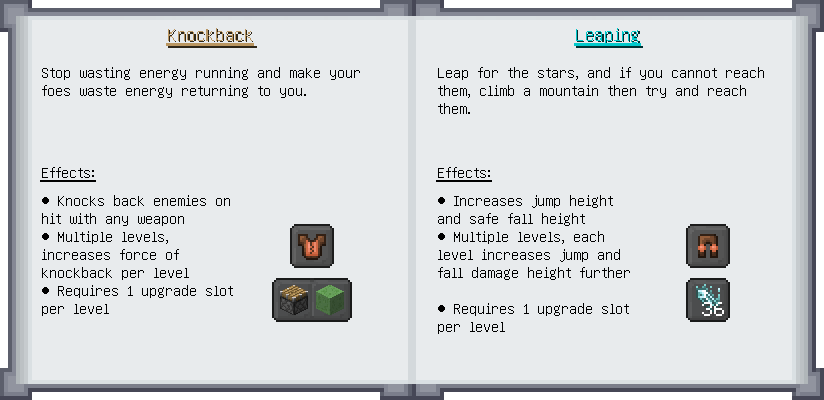 Knockback
Stop wasting energy running and make your
foes waste energy returning to you.
Effects:
• Knocks back enemies on
hit with any weapon
• Multiple levels,
increases force of
knockback per level
• Requires 1 upgrade slot
per level
Leaping
Leap for the stars, and if you cannot reach
them, climb a mountain then try and reach
them.
Effects:
• Increases jump height
and safe fall height
• Multiple levels, each
level increases jump and
fall damage height further
• Requires 1 upgrade slot
per level
36